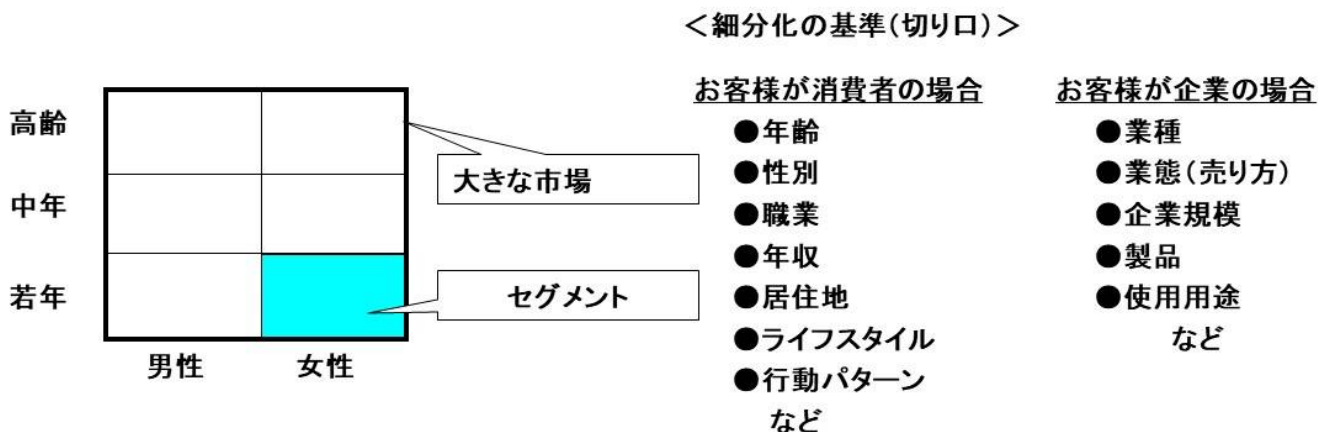 <細分化の基準(切り口)>
高齢
中年
若年
男性
女性
大きな市場
セグメント
お客様が消費者の場合
●年齢
●性別
●職業
●年収
●居住地
●ライフスタイル
●行動パターン
など
お客様が企業の場合
●業種
●業態(売り方)
●企業規模
●製品
●使用用途
など